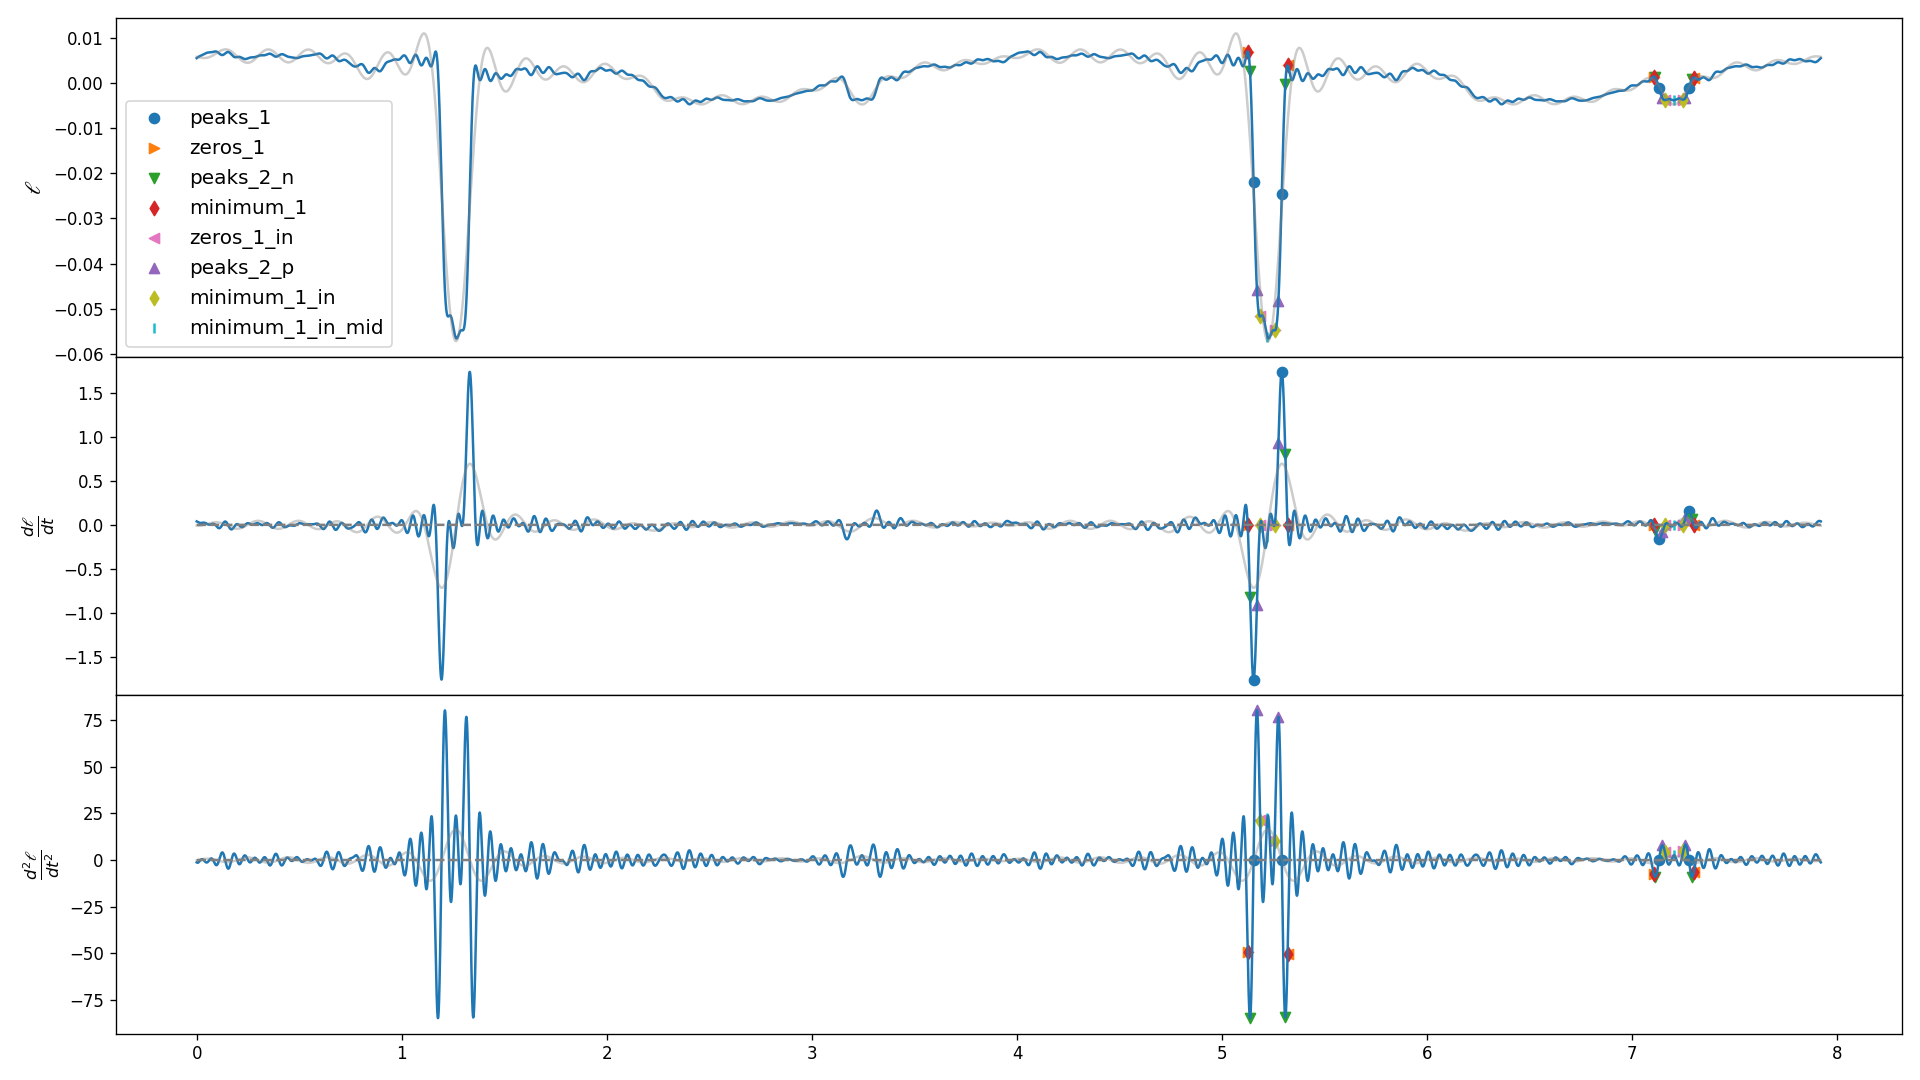 0.01
0.00
−0.01
−0.02
−0.03
−0.04
−0.05
−0.06
ℓ
peaks_1
zeros_1
peaks_2_n
minimum_1
zeros_1_in
peaks_2_p
minimum_1_in
minimum_1_in_mid
1.5
1.0
0.5
0.0
−0.5
−1.0
−1.5
dℓ
dt
75
50
25
0
−25
−50
−75
d²ℓ
dt²
0 1 2 3 4 5 6 7 8